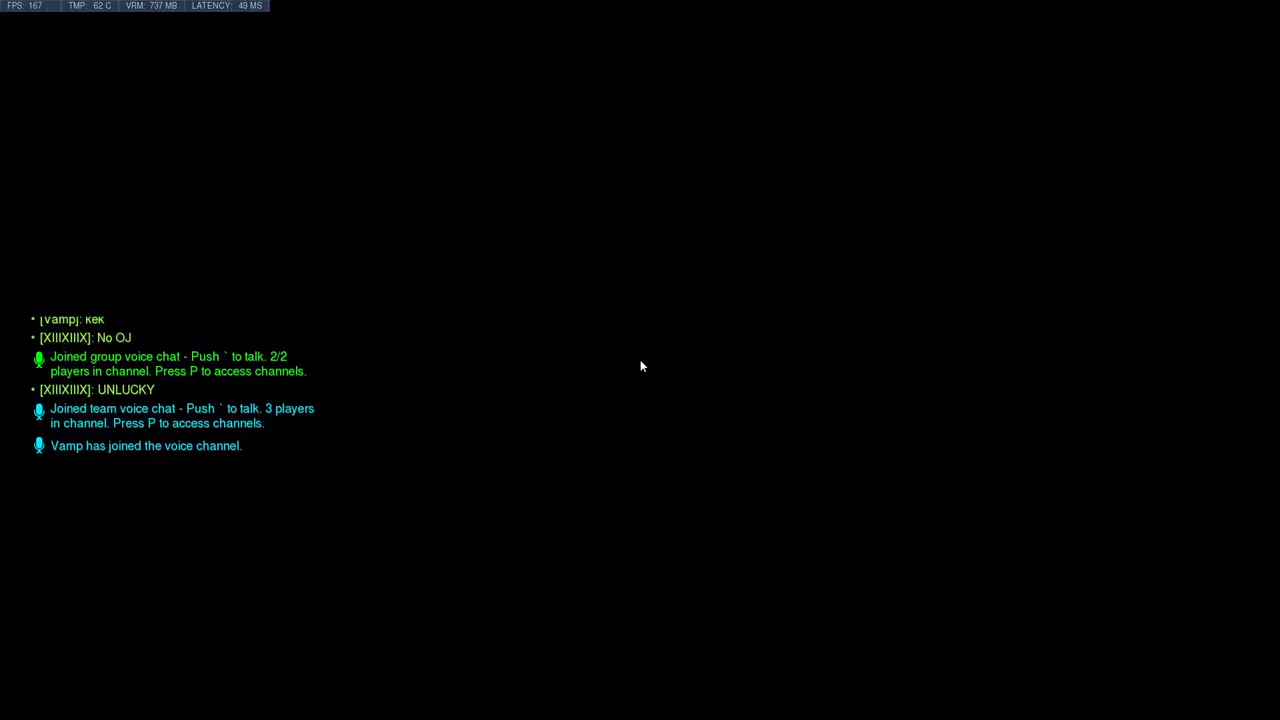 FPS: 167 . TMP: 62 C VRM: 737 MB LATENCY: 49 MS
• [Vamp]: kek
• [XIIIXIIIX]: No OJ
Joined group voice chat - Push ` to talk. 2/2
players in channel. Press P to access channels.
• [XIIIXIIIX]: UNLUCKY
Joined team voice chat - Push ` to talk. 3 players
in channel. Press P to access channels.
Vamp has joined the voice channel.